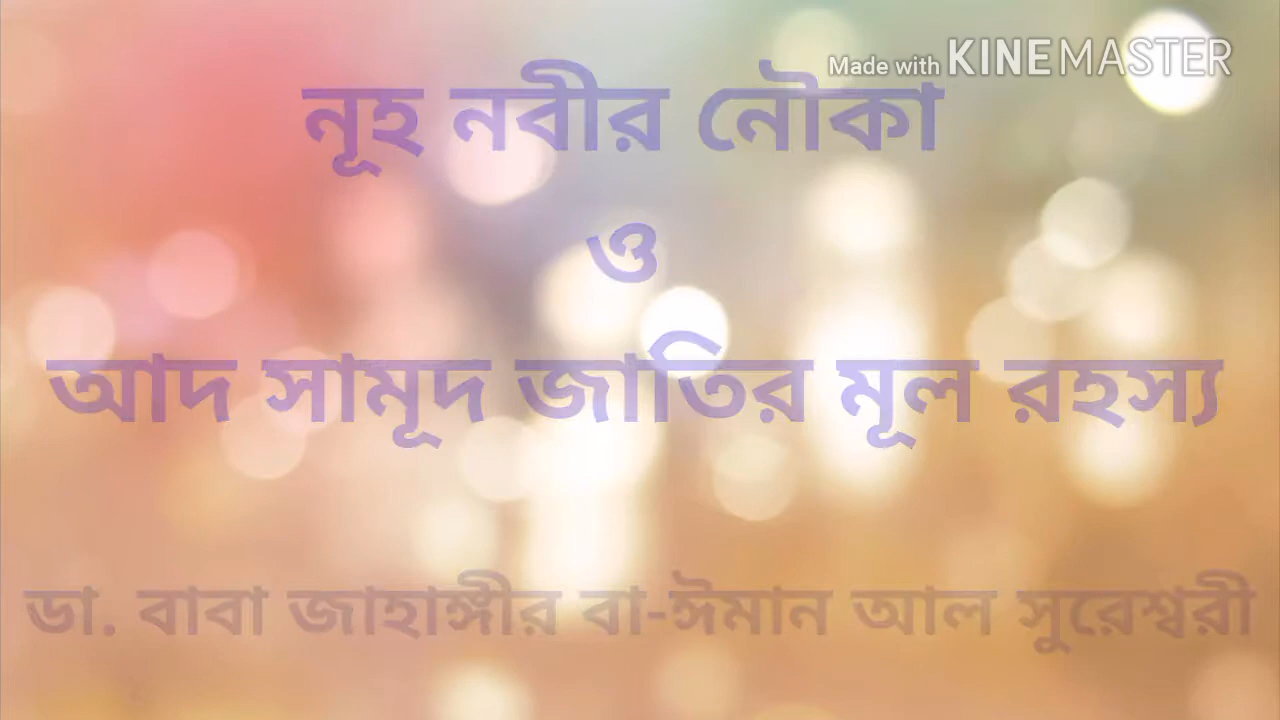 Made with KINEMASTER
নূহ নবীর নৌকা
ও
আদ সামূদ জাতির মূল রহস্য
ডা. বাবা জাহাঙ্গীর বা-ঈমান আল সুরেশ্বরী